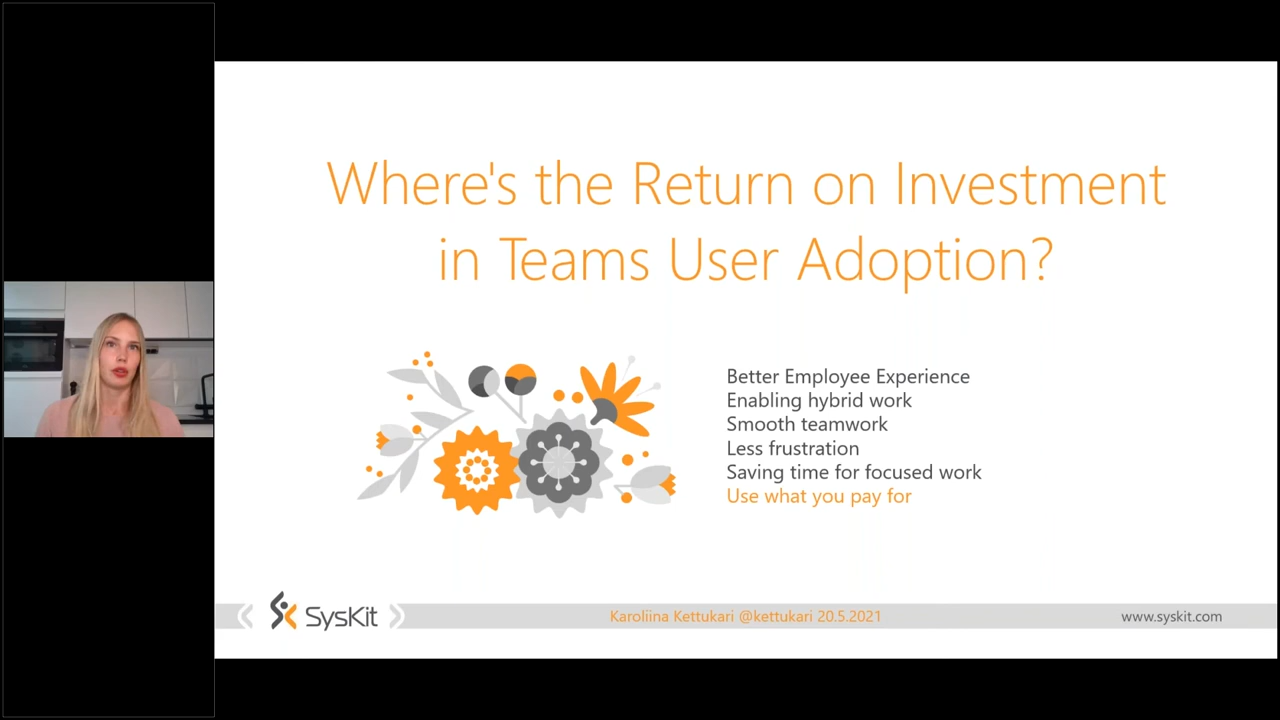 Where's the Return on Investment
in Teams User Adoption?
Better Employee Experience
Enabling hybrid work
Smooth teamwork
Less frustration
Saving time for focused work
Use what you pay for
SysKit
Karoliina Kettukari @kettukari 20.5.2021
www.syskit.com